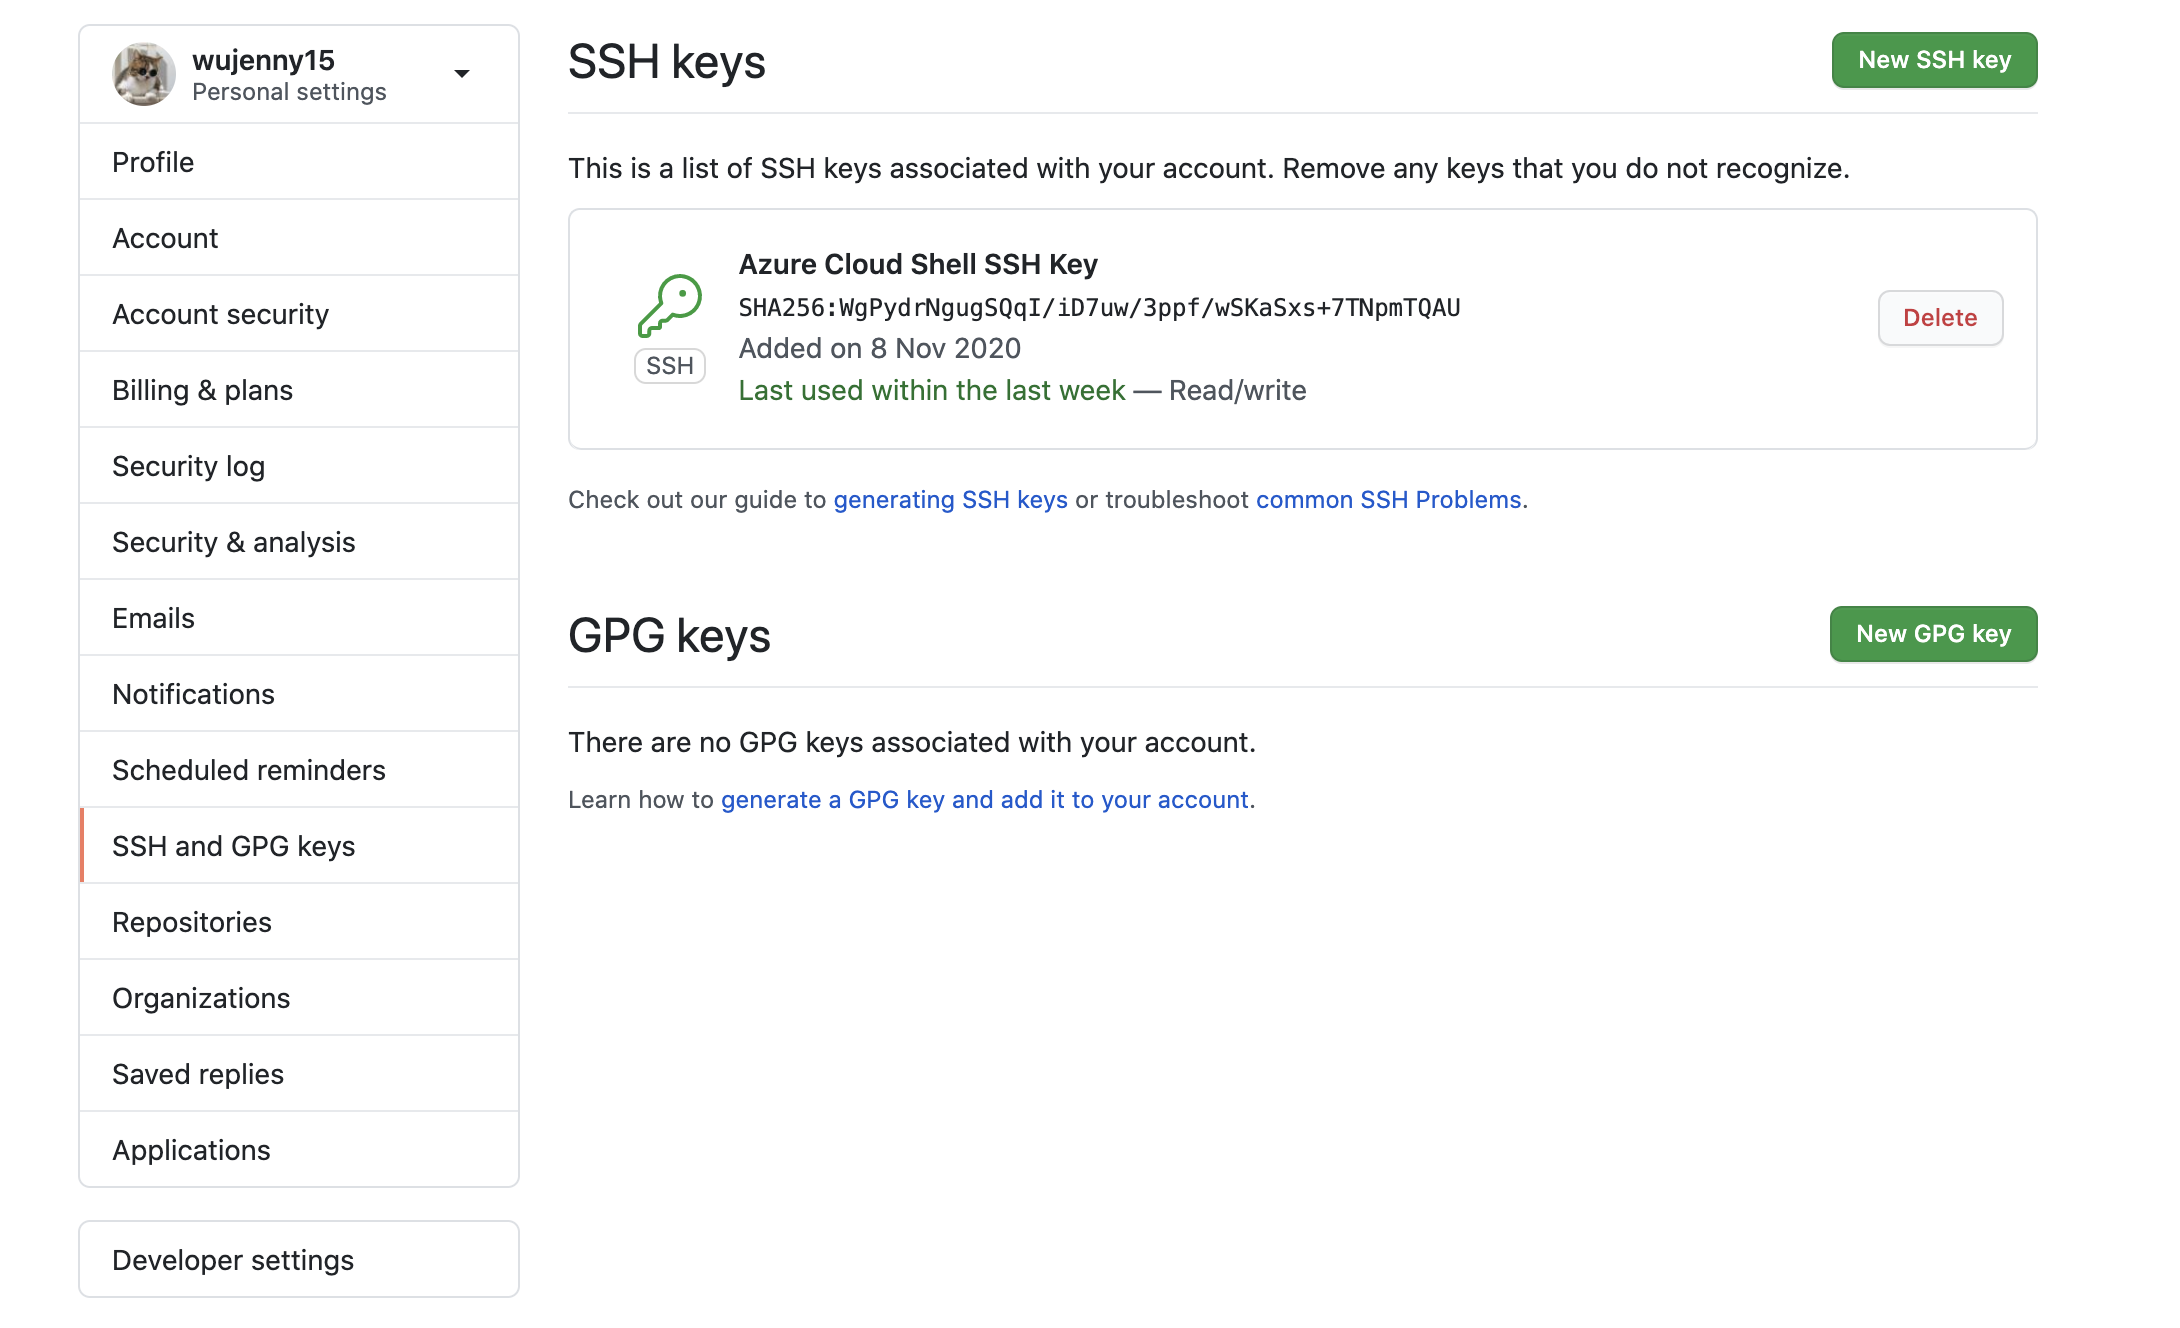 wujenny15
Personal settings
Profile
Account
Account security
Billing & plans
Security log
Security & analysis
Emails
Notifications
Scheduled reminders
SSH and GPG keys
Repositories
Organizations
Saved replies
Applications
Developer settings
SSH keys
New SSH key
This is a list of SSH keys associated with your account. Remove any keys that you do not recognize.
SSH
Azure Cloud Shell SSH Key
SHA256:WgPydrNgugSQqI/iD7uw/3ppf/wSKaSxs+7TNpmTQAU
Added on 8 Nov 2020
Last used within the last week — Read/write
Delete
Check out our guide to generating SSH keys or troubleshoot common SSH Problems.
GPG keys
New GPG key
There are no GPG keys associated with your account.
Learn how to generate a GPG key and add it to your account.